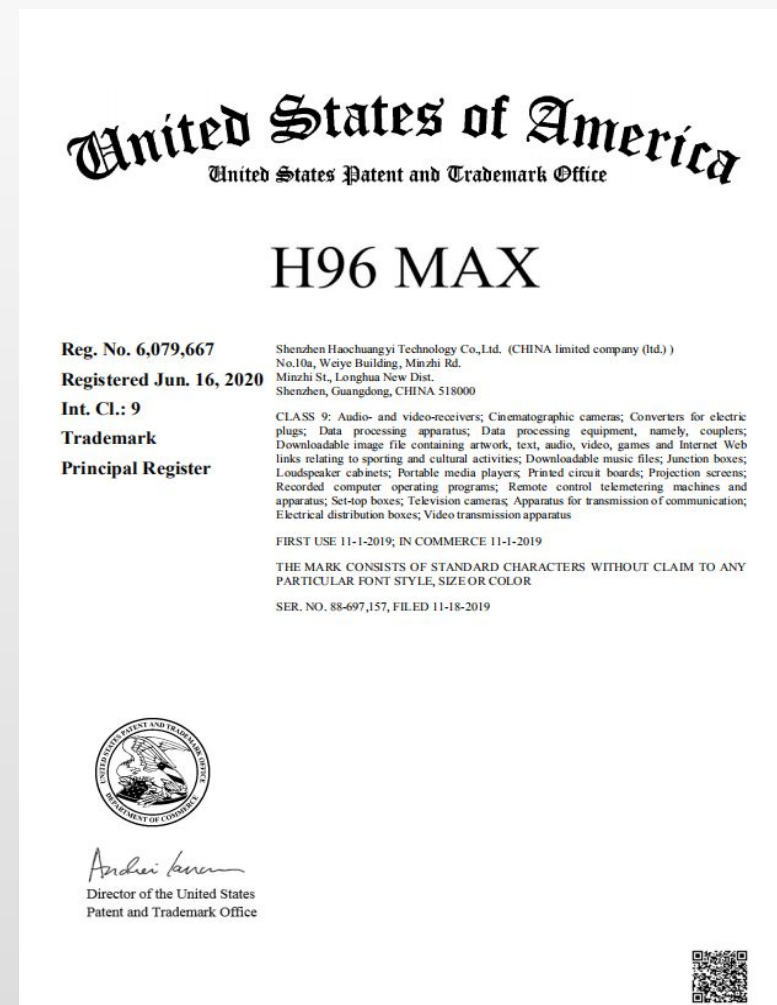 United States of America
United States Patent and Trademark Office
H96 MAX
Reg. No. 6,079,667
Registered Jun. 16, 2020
Int. Cl.: 9
Trademark
Principal Register
Shenzhen Haochuangyi Technology Co.,Ltd. (CHINA limited company (ltd.) )
No.10a, Weiye Building, Minzhi Rd.
Minzhi St., Longhua New Dist.
Shenzhen, Guangdong, CHINA 518000
CLASS 9: Audio- and video-receivers; Cinematographic cameras; Converters for electric
plugs; Data processing apparatus; Data processing equipment, namely, couplers;
Downloadable image file containing artwork, text, audio, video, games and Internet Web
links relating to sporting and cultural activities; Downloadable music files; Junction boxes;
Loudspeaker cabinets; Portable media players; Printed circuit boards; Projection screens;
Recorded computer operating programs; Remote control telemetering machines and
apparatus; Set-top boxes; Television cameras; Apparatus for transmission of communication;
Electrical distribution boxes; Video transmission apparatus
FIRST USE 11-1-2019; IN COMMERCE 11-1-2019
THE MARK CONSISTS OF STANDARD CHARACTERS WITHOUT CLAIM TO ANY
PARTICULAR FONT STYLE, SIZE OR COLOR
SER. NO. 88-697,157, FILED 11-18-2019
UNITED STATES PATENT AND TRADEMARK OFFICE
DEPARTMENT OF COMMERCE
Director of the United States
Patent and Trademark Office